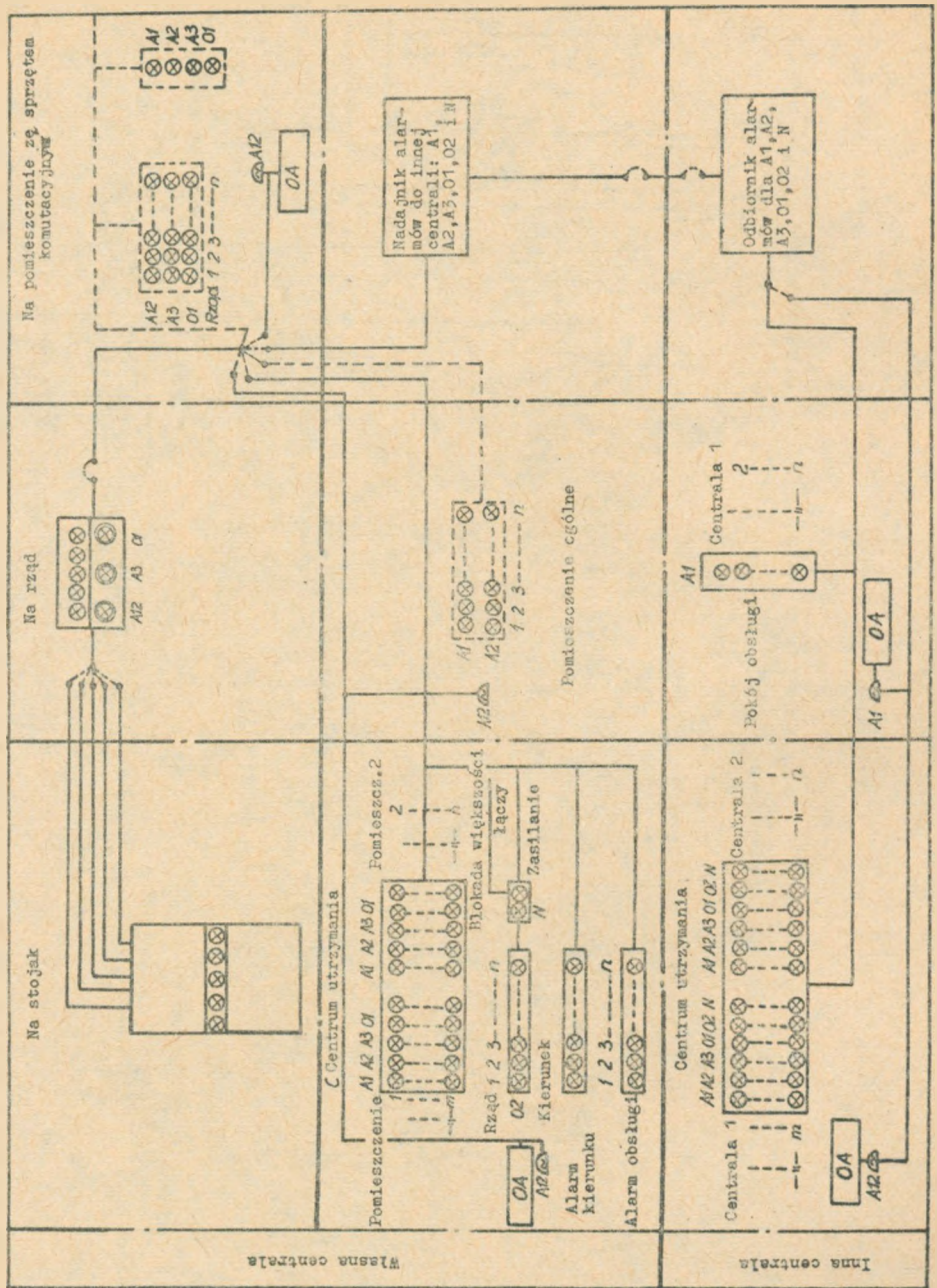 Na stojak
Na rząd
A12 A3 O1
Na pomieszczenie zę sprzętem
komutacyjnym
A12
A3
O1
Rząd 1 2 3 n
A1
A2
A3
O1
A12
OA
Własna centrala
C Centrum utrzymania
Pomieszczenie
1
m
A1 A2 A3 O1
A1 A2 A3 O1
Pomieszcz.2
2
n
Blokada większości
łączy
Rząd 1 2 3 n
O2
N
Zasilanie
Kierunek
OA
A12
Alarm
kierunku
1 2 3 n
Alarm obsługi
A12
A1
A2
1 2 3 n
Pomieszczenie ogólne
Nadajnik alar-
mów do innej
centrali: A1,
A2,A3,O1,O2 i N
Inna centrala
Centrum utrzymania
Centrala 1
m
A1 A2 A3 O1 O2 N
A1 A2 A3 O1 O2 N
Centrala 2
n
OA
A12
Pokój obsługi
A1
Centrala 1
2
n
A1
OA
Odbiornik alar-
mów dla A1,A2,
A3,O1,O2 i N